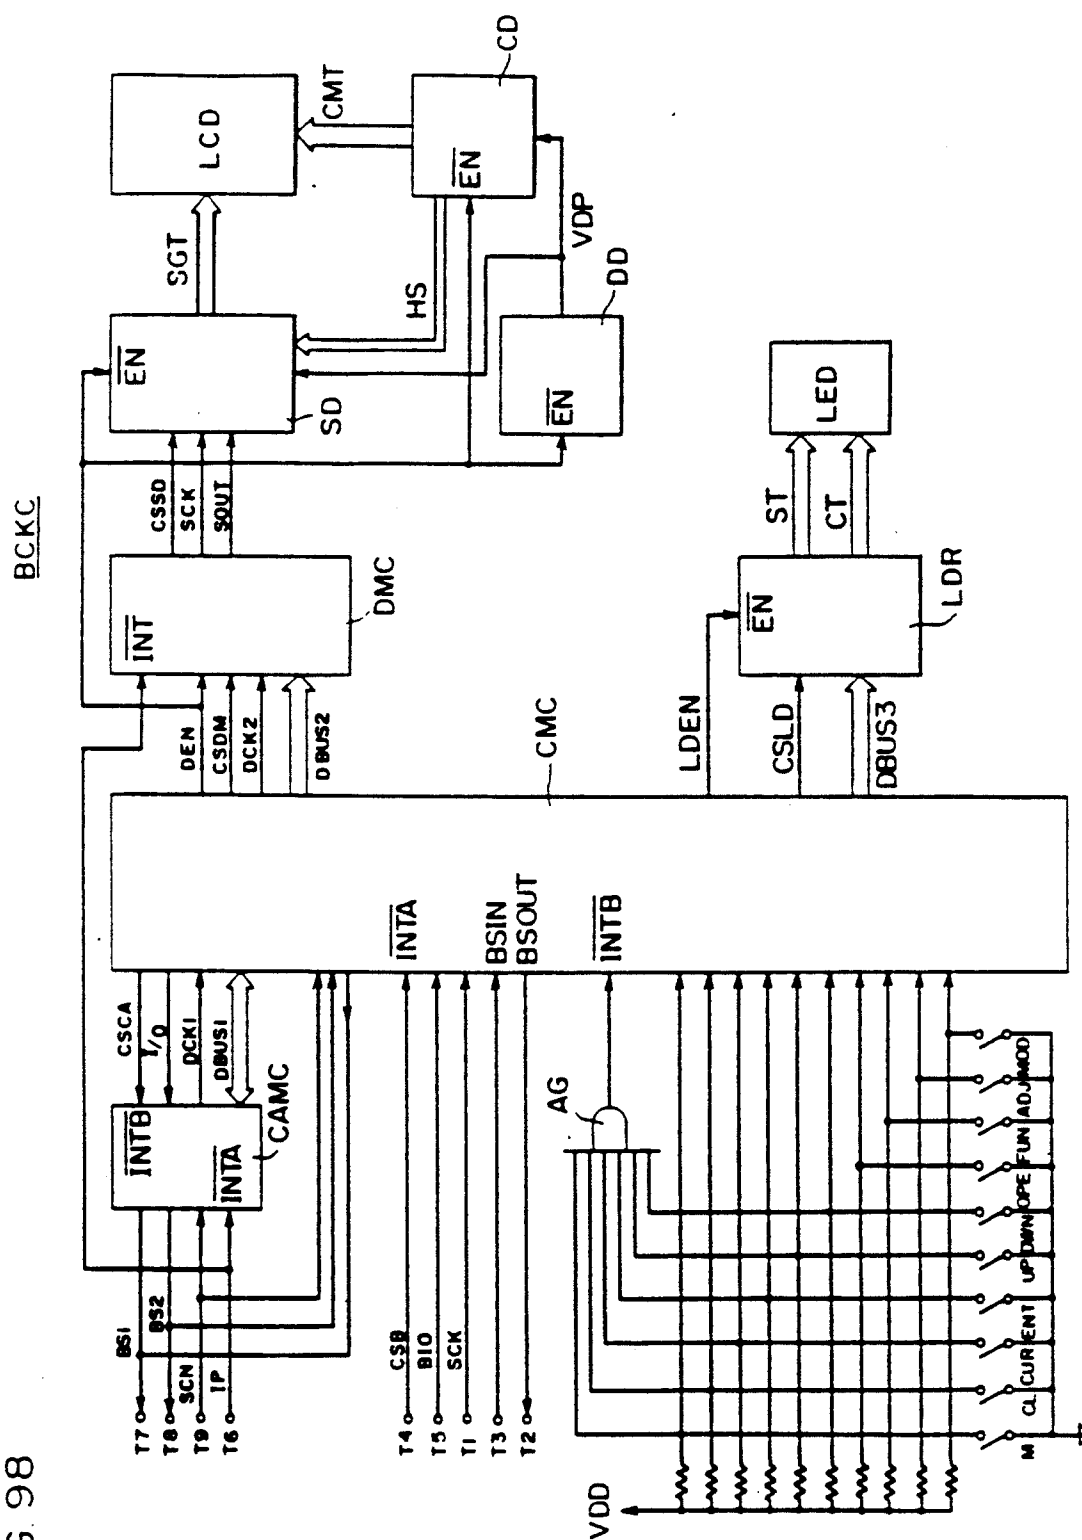 G. 98
BCKC
T7
T8
T9
T6
BS1
BS2
SCN
IP
INTB
INTA
CAMC
CSCA
I/O
DCK1
DBUS1
T4
T5
T1
T3
T2
CSB
BIO
SCK
INTA
BSIN
BSOUT
INTB
AG
CMC
DEN
CSDM
DCK2
DBUS2
INT
DMC
CSSD
SCK
SOUT
EN
SD
SGT
LCD
CMT
CD
EN
HS
VDP
DD
EN
LDEN
CSLD
DBUS3
EN
LDR
ST
CT
LED
VDD
M
CL
CUR
ENT
UP
DWN
OPE
FUN
ADJ
MOD